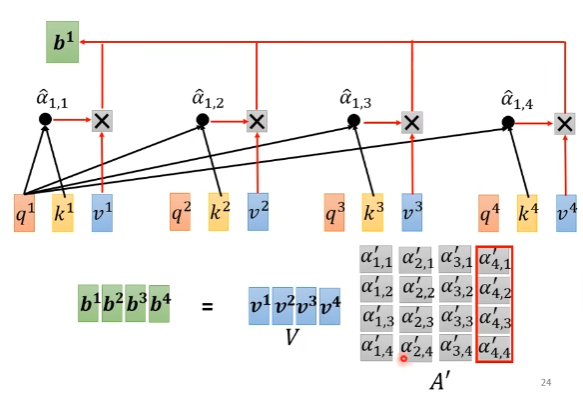 b¹
α̂₁,₁ α̂₁,₂ α̂₁,₃ α̂₁,₄
× × × ×
q¹ k¹ v¹ q² k² v² q³ k³ v³ q⁴ k⁴ v⁴
α′₁,₁ α′₂,₁ α′₃,₁ α′₄,₁
α′₁,₂ α′₂,₂ α′₃,₂ α′₄,₂
b¹ b² b³ b⁴ = v¹ v² v³ v⁴
α′₁,₃ α′₂,₃ α′₃,₃ α′₄,₃
V
α′₁,₄ α′₂,₄ α′₃,₄ α′₄,₄
A′
24